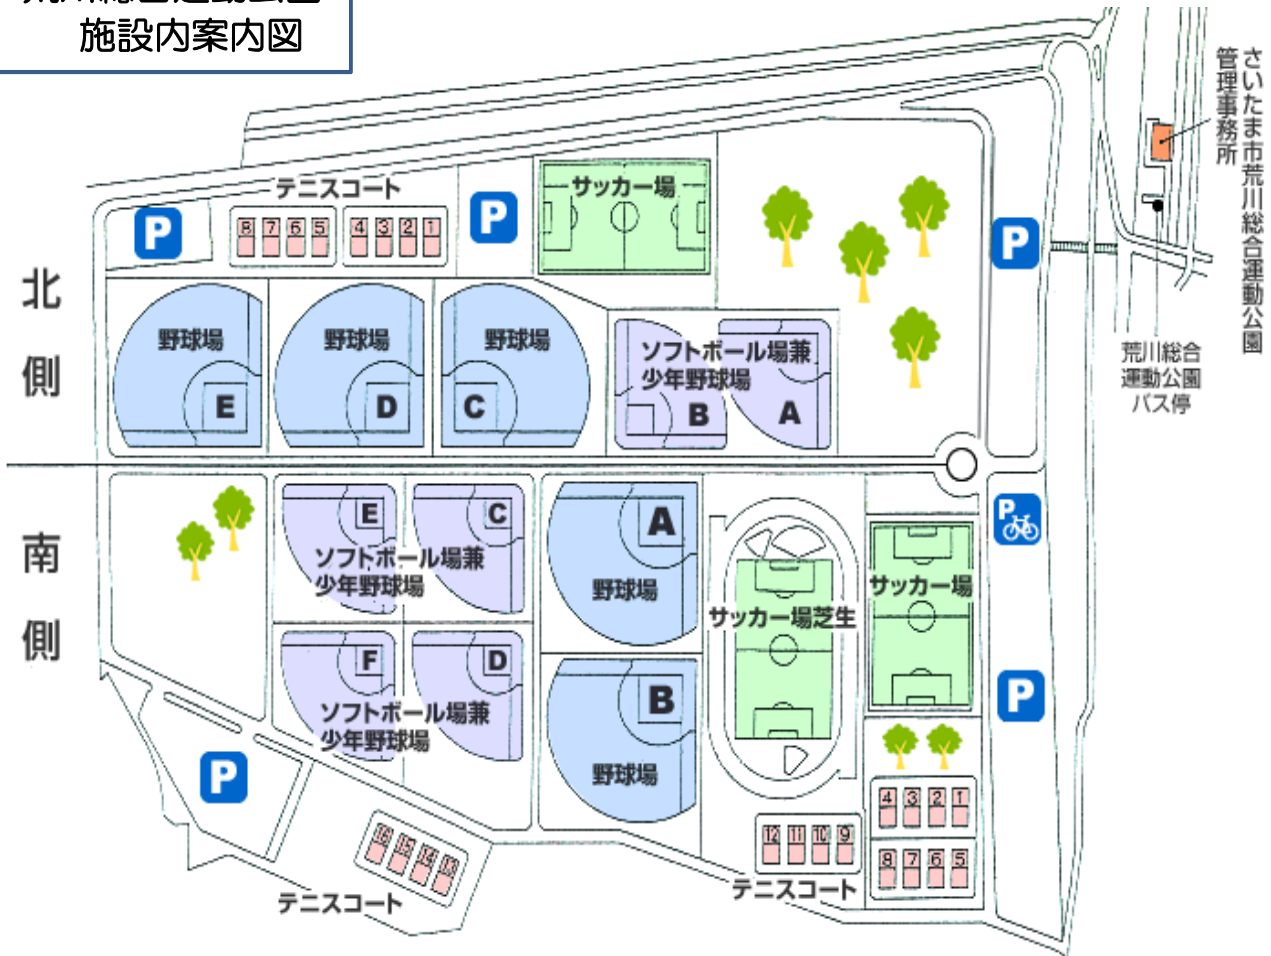 施設内案内図
さいたま市荒川総合運動公園
管理事務所
テニスコート
サッカー場
P
P
P
8 7 6 5 4 3 2 1
北側
野球場
野球場
野球場
E
D
C
ソフトボール場兼
少年野球場
B
A
荒川総合
運動公園
バス停
南側
E
C
ソフトボール場兼
少年野球場
A
野球場
P
サッカー場
サッカー場芝生
F
D
ソフトボール場兼
少年野球場
B
野球場
P
P
4 3 2 1
12 11 10 9
8 7 6 5
16 15 14 13
テニスコート
テニスコート